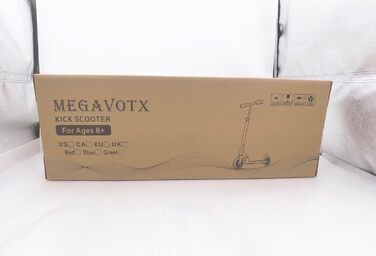 MEGAVOTX
KICK SCOOTER
For Ages 8+
US☐ CA☐ EU☐ UK☐
Red☐ Blue☐ Green☐